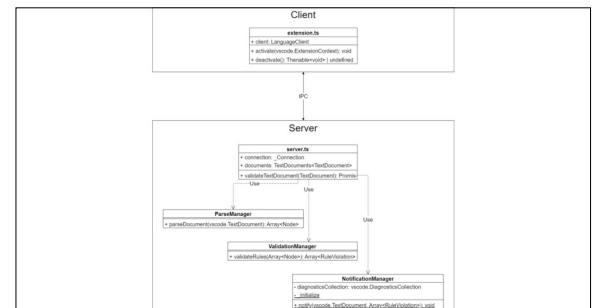 Client
extension.ts
+ client: LanguageClient
+ activate(vscode.ExtensionContext): void
+ deactivate(): Thenable<void> | undefined
IPC
Server
server.ts
+ connection: _Connection
+ documents: TextDocuments<TextDocument>
+ validateTextDocument(TextDocument): Promis
Use
Use
Use
ParseManager
+ parseDocument(vscode.TextDocument): Array<Node>
ValidationManager
+ validateRules(Array<Node>): Array<RuleViolation>
NotificationManager
- diagnosticsCollection: vscode.DiagnosticsCollection
- _initialize
+ notify(vscode.TextDocument, Array<RuleViolation>): void